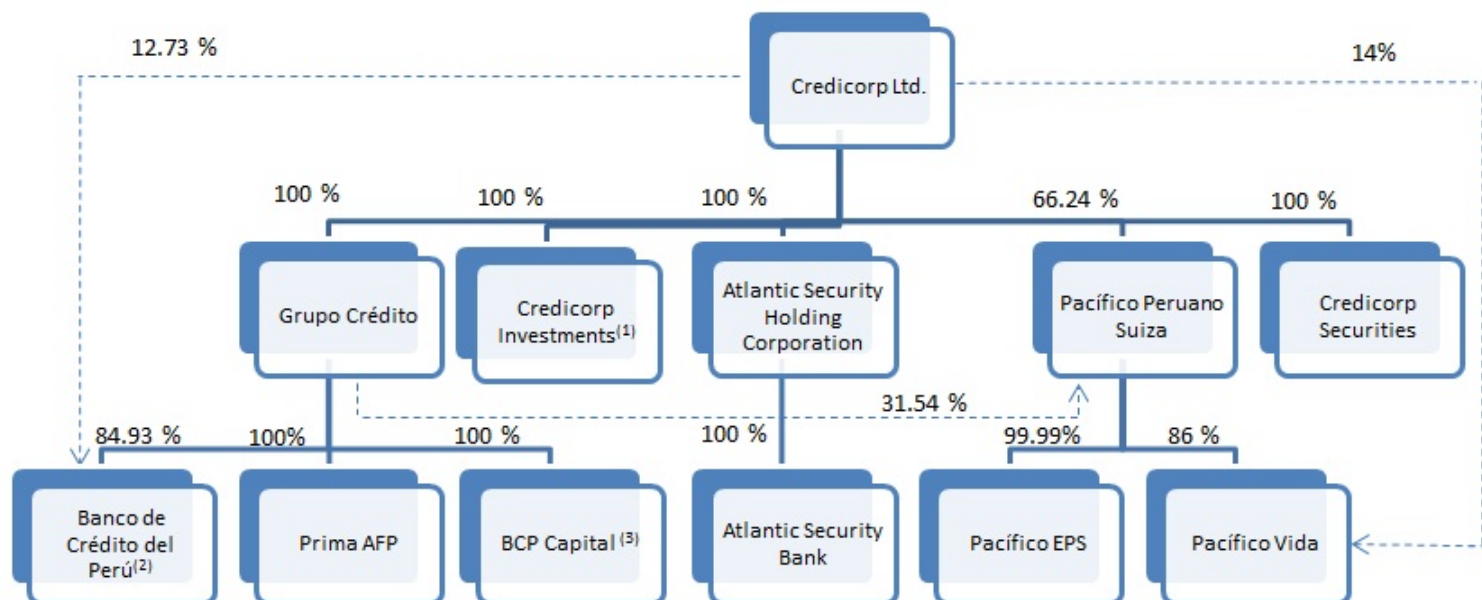 12.73 %
14%
Credicorp Ltd.
100 %
100 %
100 %
66.24 %
100 %
Grupo Crédito
Credicorp
Investments(1)
Atlantic Security
Holding
Corporation
Pacífico Peruano
Suiza
Credicorp
Securities
31.54 %
84.93 %
100%
100 %
100 %
99.99%
86 %
Banco de
Crédito del
Perú(2)
Prima AFP
BCP Capital (3)
Atlantic Security
Bank
Pacífico EPS
Pacífico Vida